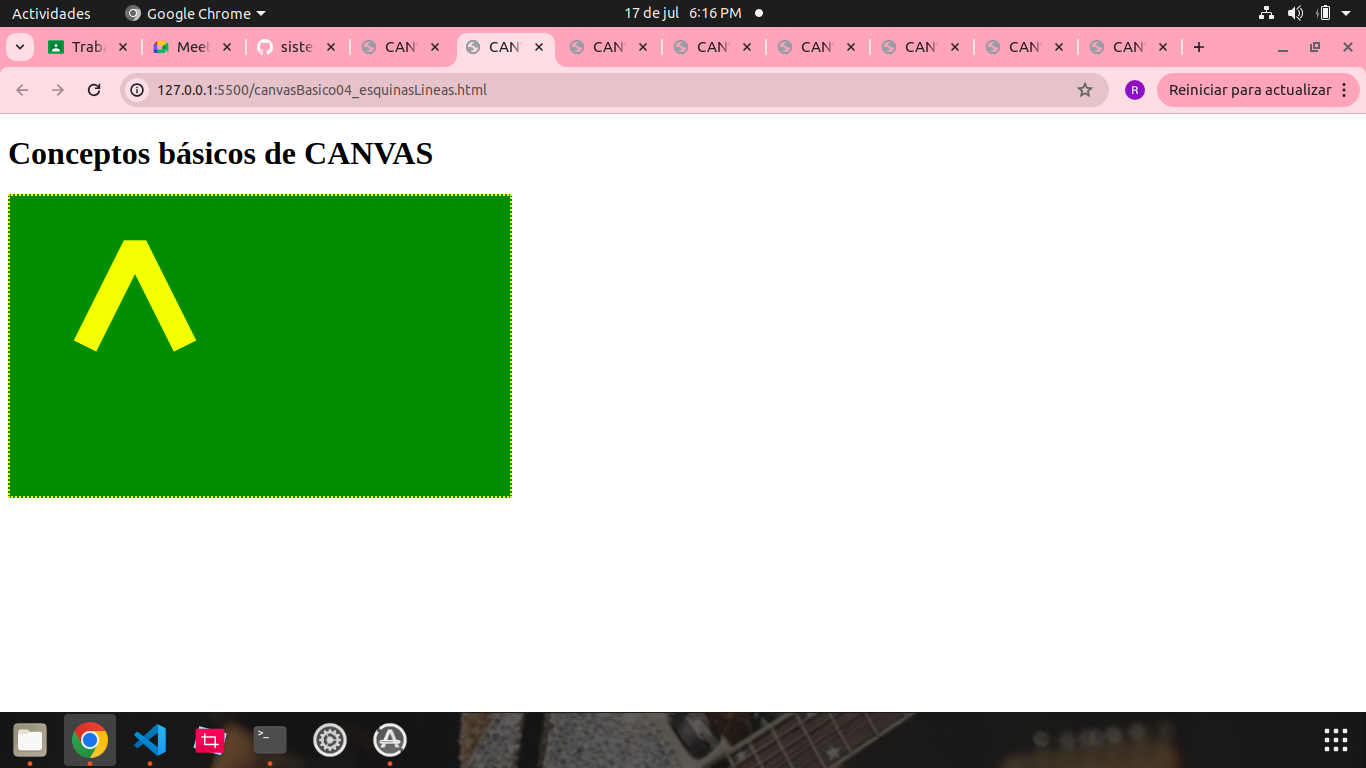 Actividades Google Chrome 17 de jul 6:16 PM
Trab Meet siste CAN CAN CAN CAN CAN CAN CAN CAN
127.0.0.1:5500/canvasBasico04_esquinasLineas.html R Reiniciar para actualizar
Conceptos básicos de CANVAS